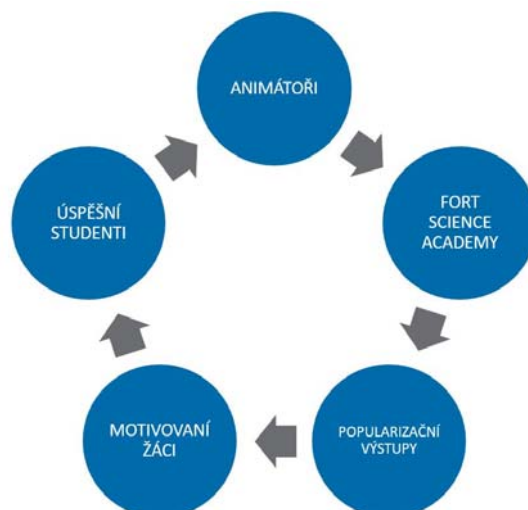 ANIMÁTOŘI
FORT
SCIENCE
ACADEMY
POPULARIZAČNÍ
VÝSTUPY
MOTIVOVANÍ
ŽÁCI
ÚSPĚŠNÍ
STUDENTI